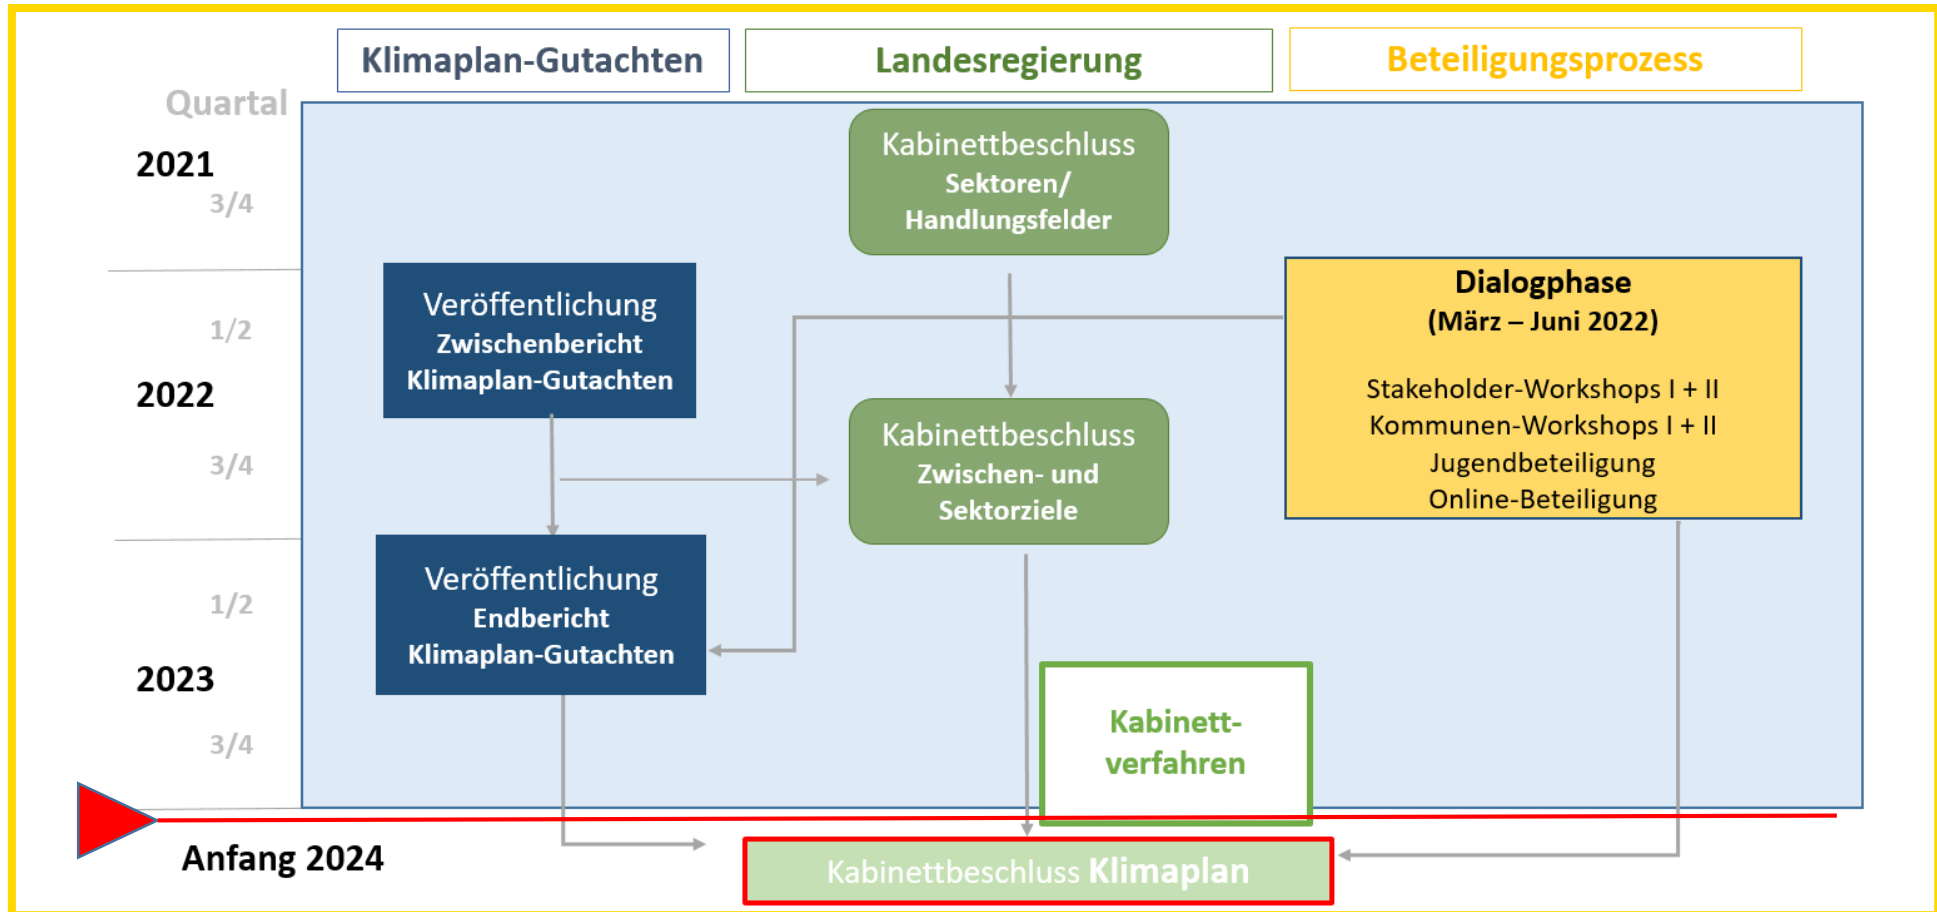 Klimaplan-Gutachten
Landesregierung
Beteiligungsprozess
Quartal
2021
3/4
Kabinettbeschluss
Sektoren/
Handlungsfelder
1/2
2022
3/4
Veröffentlichung
Zwischenbericht
Klimaplan-Gutachten
Dialogphase
(März – Juni 2022)
Stakeholder-Workshops I + II
Kommunen-Workshops I + II
Jugendbeteiligung
Online-Beteiligung
Kabinettbeschluss
Zwischen- und
Sektorziele
1/2
2023
3/4
Veröffentlichung
Endbericht
Klimaplan-Gutachten
Kabinett-
verfahren
Anfang 2024
Kabinettbeschluss Klimaplan